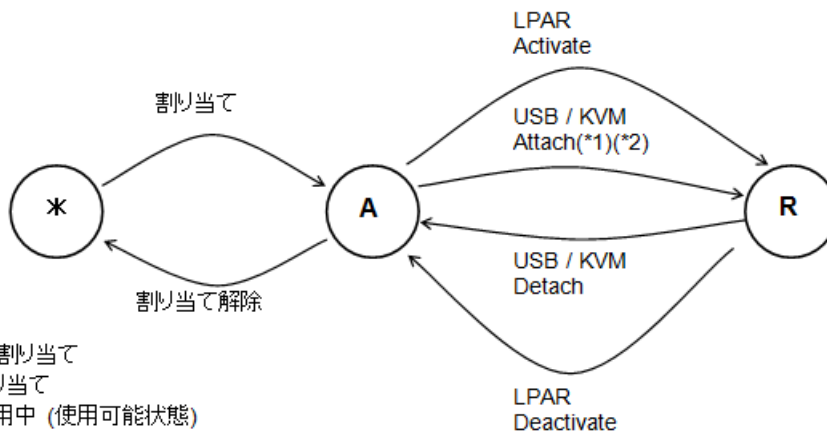 LPAR
Activate
割り当て
USB / KVM
Attach(*1)(*2)
*
A
R
USB / KVM
Detach
割り当て解除
割り当て
り当て
用中 (使用可能状態)
LPAR
Deactivate